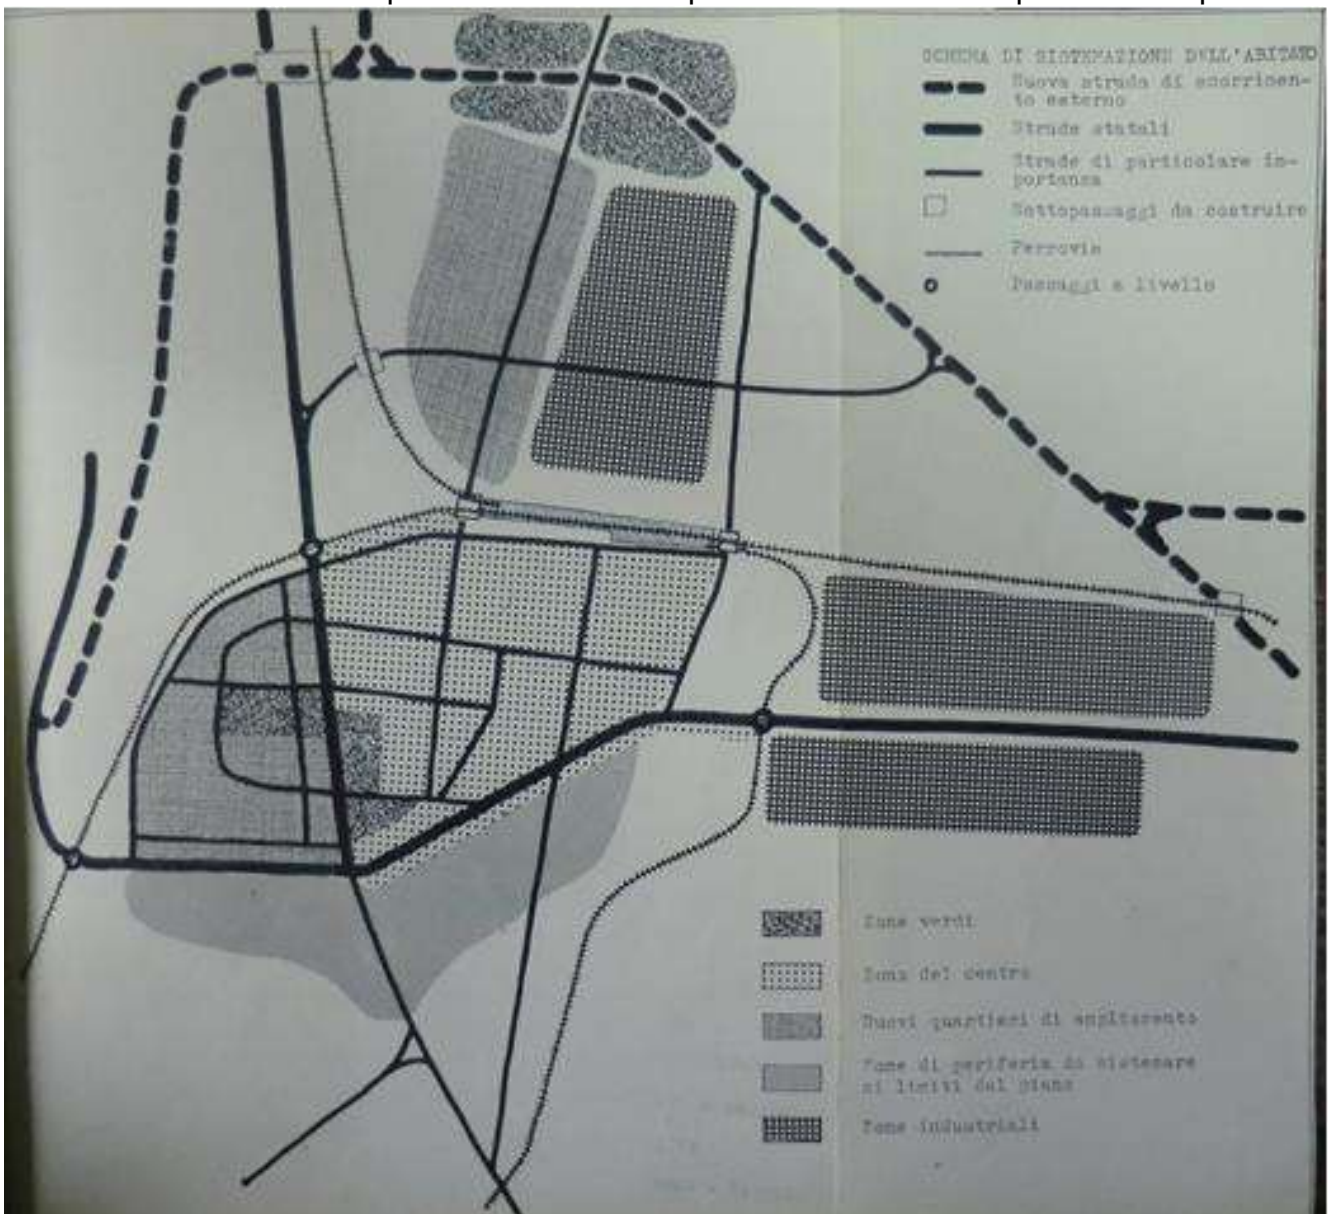 SCHEMA DI SISTEMAZIONE DELL'ABITATO
Nuova strada di scorrimen-
to esterno
Strade statali
Strade di particolare im-
portanza
Sottopassaggi da costruire
Ferrovia
Passaggi a livello
Zone verdi
Zona del centro
Nuovi quartieri di ampliamento
Zone di periferia da sistemare
ai limiti del piano
Zone industriali